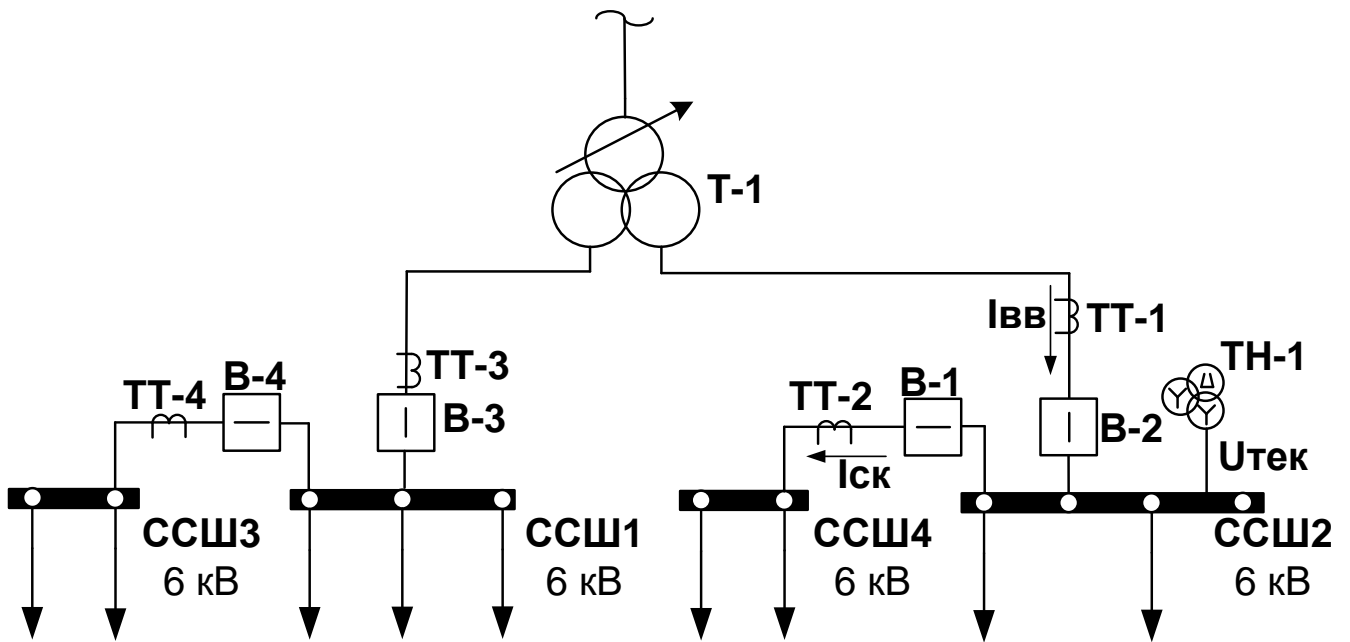 Т-1
Iвв
ТТ-1
ТН-1
ТТ-3
В-4
ТТ-4
В-3
В-1
ТТ-2
В-2
Uтек
Iск
ССШ3
6 кВ
ССШ1
6 кВ
ССШ4
6 кВ
ССШ2
6 кВ